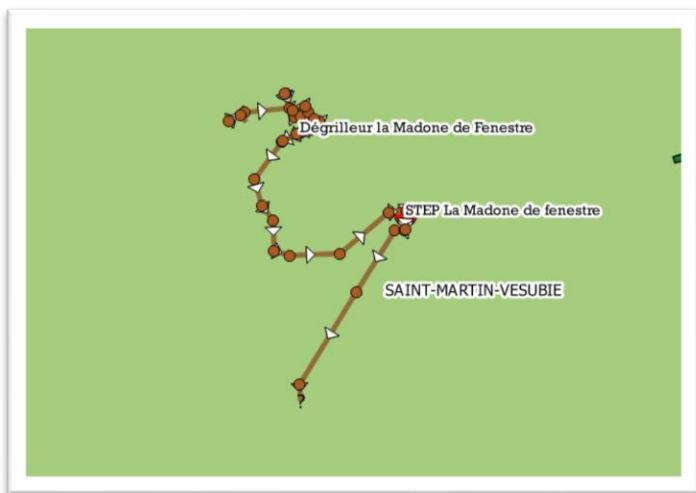 Dégrilleur la Madone de Fenestre
STEP La Madone de fenestre
SAINT-MARTIN-VESUBIE
?